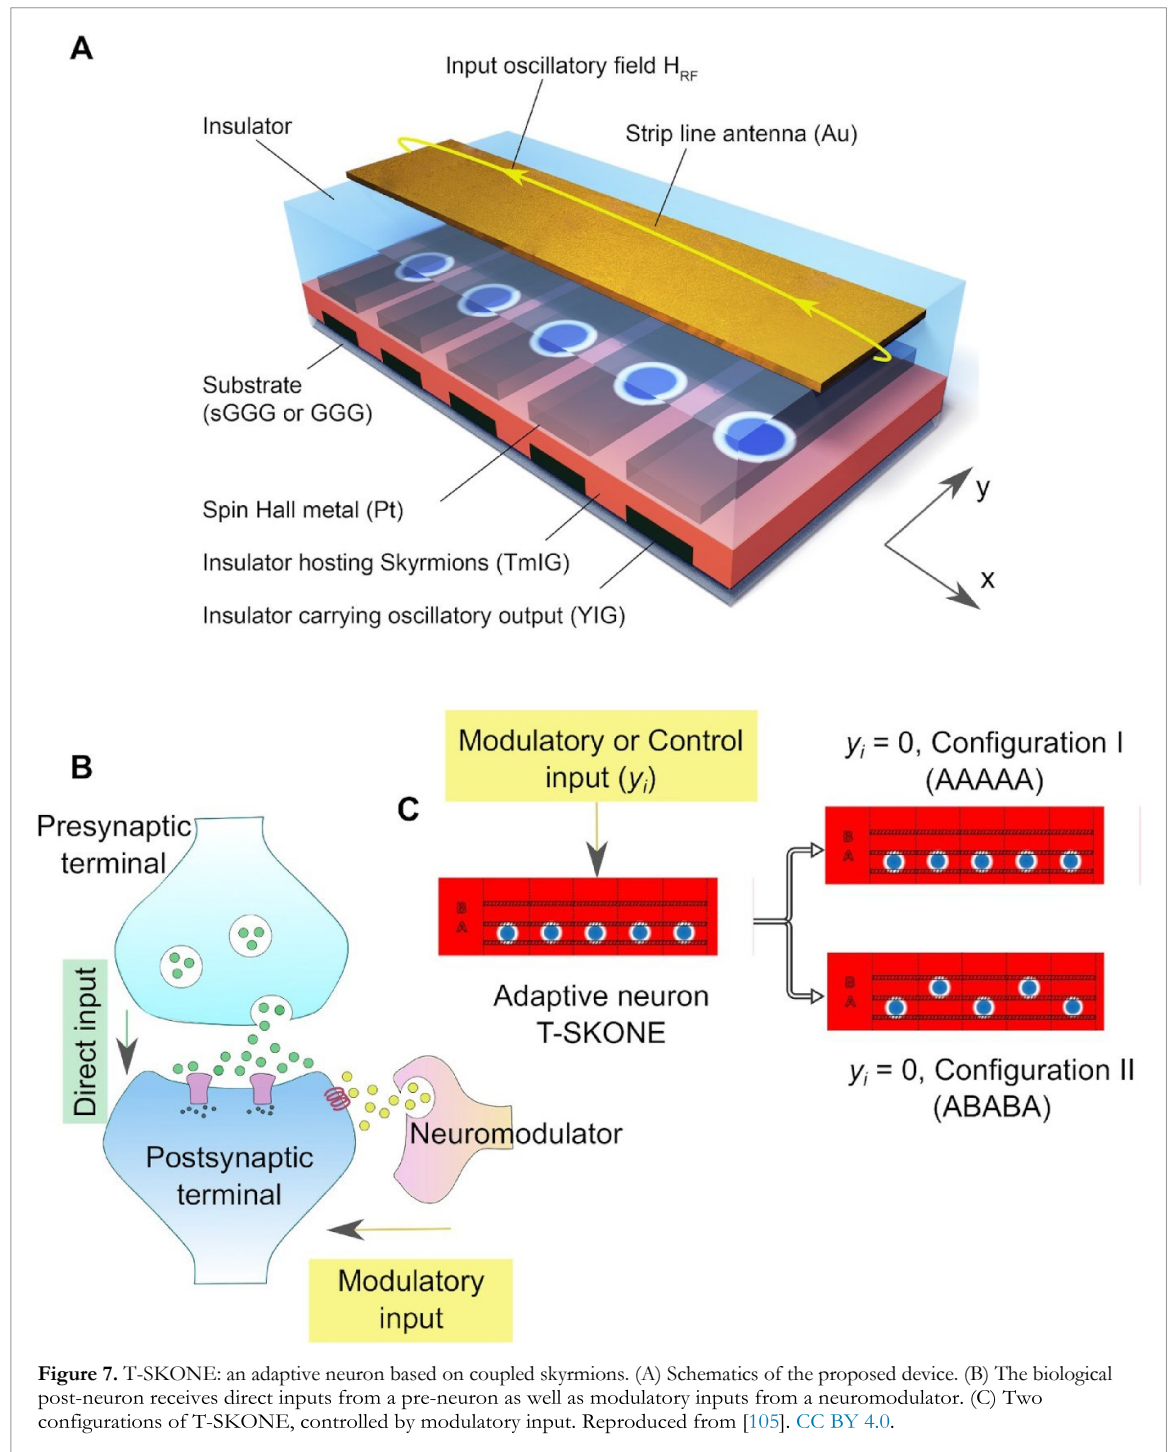 A
Input oscillatory field H_RF
Insulator
Strip line antenna (Au)
Substrate
(sGGG or GGG)
Spin Hall metal (Pt)
Insulator hosting Skyrmions (TmIG)
Insulator carrying oscillatory output (YIG)
y
x
B
Presynaptic
terminal
Direct input
Postsynaptic
terminal
Neuromodulator
Modulatory
input
C
Modulatory or Control
input (y_i)
B
A
Adaptive neuron
T-SKONE
y_i = 0, Configuration I
(AAAAA)
B
A
B
A
y_i = 0, Configuration II
(ABABA)
Figure 7. T-SKONE: an adaptive neuron based on coupled skyrmions. (A) Schematics of the proposed device. (B) The biological
post-neuron receives direct inputs from a pre-neuron as well as modulatory inputs from a neuromodulator. (C) Two
configurations of T-SKONE, controlled by modulatory input. Reproduced from [105]. CC BY 4.0.